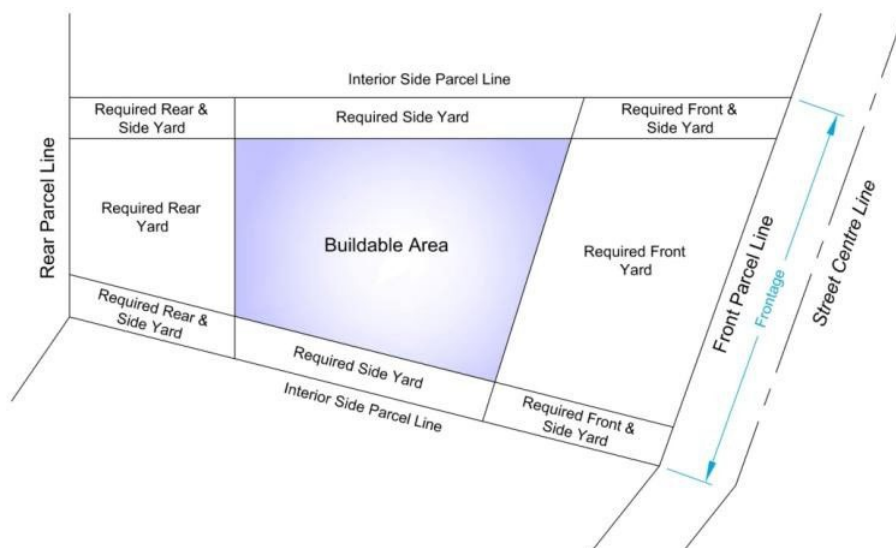 Interior Side Parcel Line
Required Rear &
Side Yard
Required Side Yard
Required Front &
Side Yard
Rear Parcel Line
Required Rear
Yard
Buildable Area
Required Front
Yard
Front Parcel Line
Frontage
Street Centre Line
Required Rear &
Side Yard
Required Side Yard
Interior Side Parcel Line
Required Front &
Side Yard